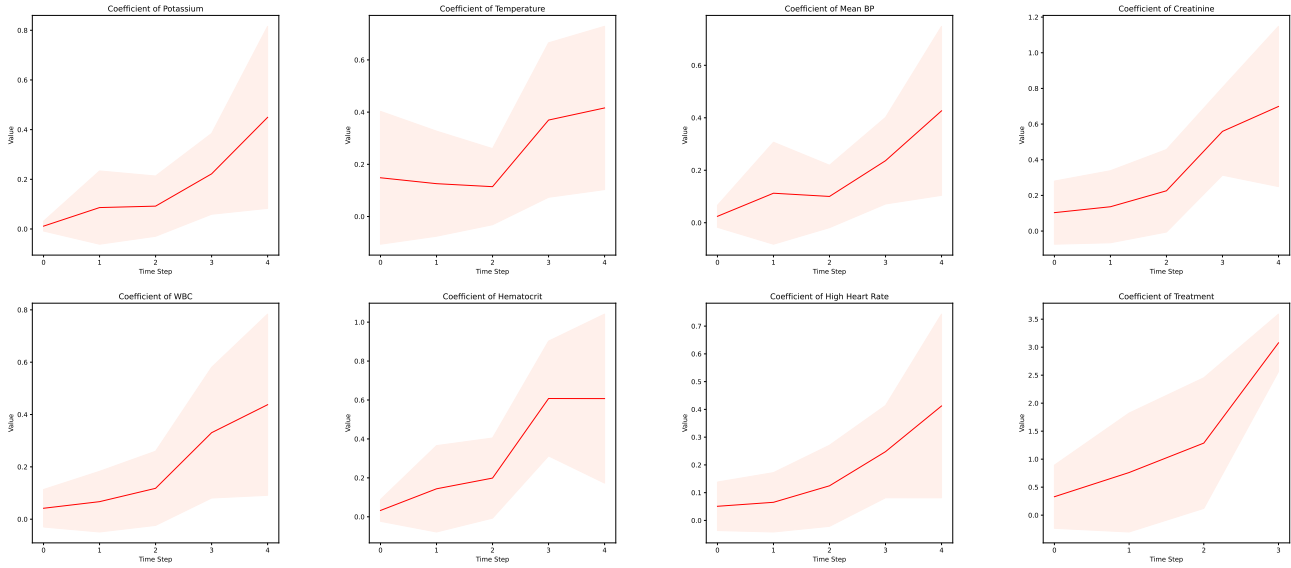 Coefficient of Potassium
Value
0.8
0.6
0.4
0.2
0.0
0 1 2 3 4
Time Step
Coefficient of Temperature
Value
0.6
0.4
0.2
0.0
0 1 2 3 4
Time Step
Coefficient of Mean BP
Value
0.6
0.4
0.2
0.0
0 1 2 3 4
Time Step
Coefficient of Creatinine
Value
1.2
1.0
0.8
0.6
0.4
0.2
0.0
0 1 2 3 4
Time Step
Coefficient of WBC
Value
0.8
0.6
0.4
0.2
0.0
0 1 2 3 4
Time Step
Coefficient of Hematocrit
Value
1.0
0.8
0.6
0.4
0.2
0.0
0 1 2 3 4
Time Step
Coefficient of High Heart Rate
Value
0.7
0.6
0.5
0.4
0.3
0.2
0.1
0.0
0 1 2 3 4
Time Step
Coefficient of Treatment
Value
3.5
3.0
2.5
2.0
1.5
1.0
0.5
0.0
0 1 2 3
Time Step